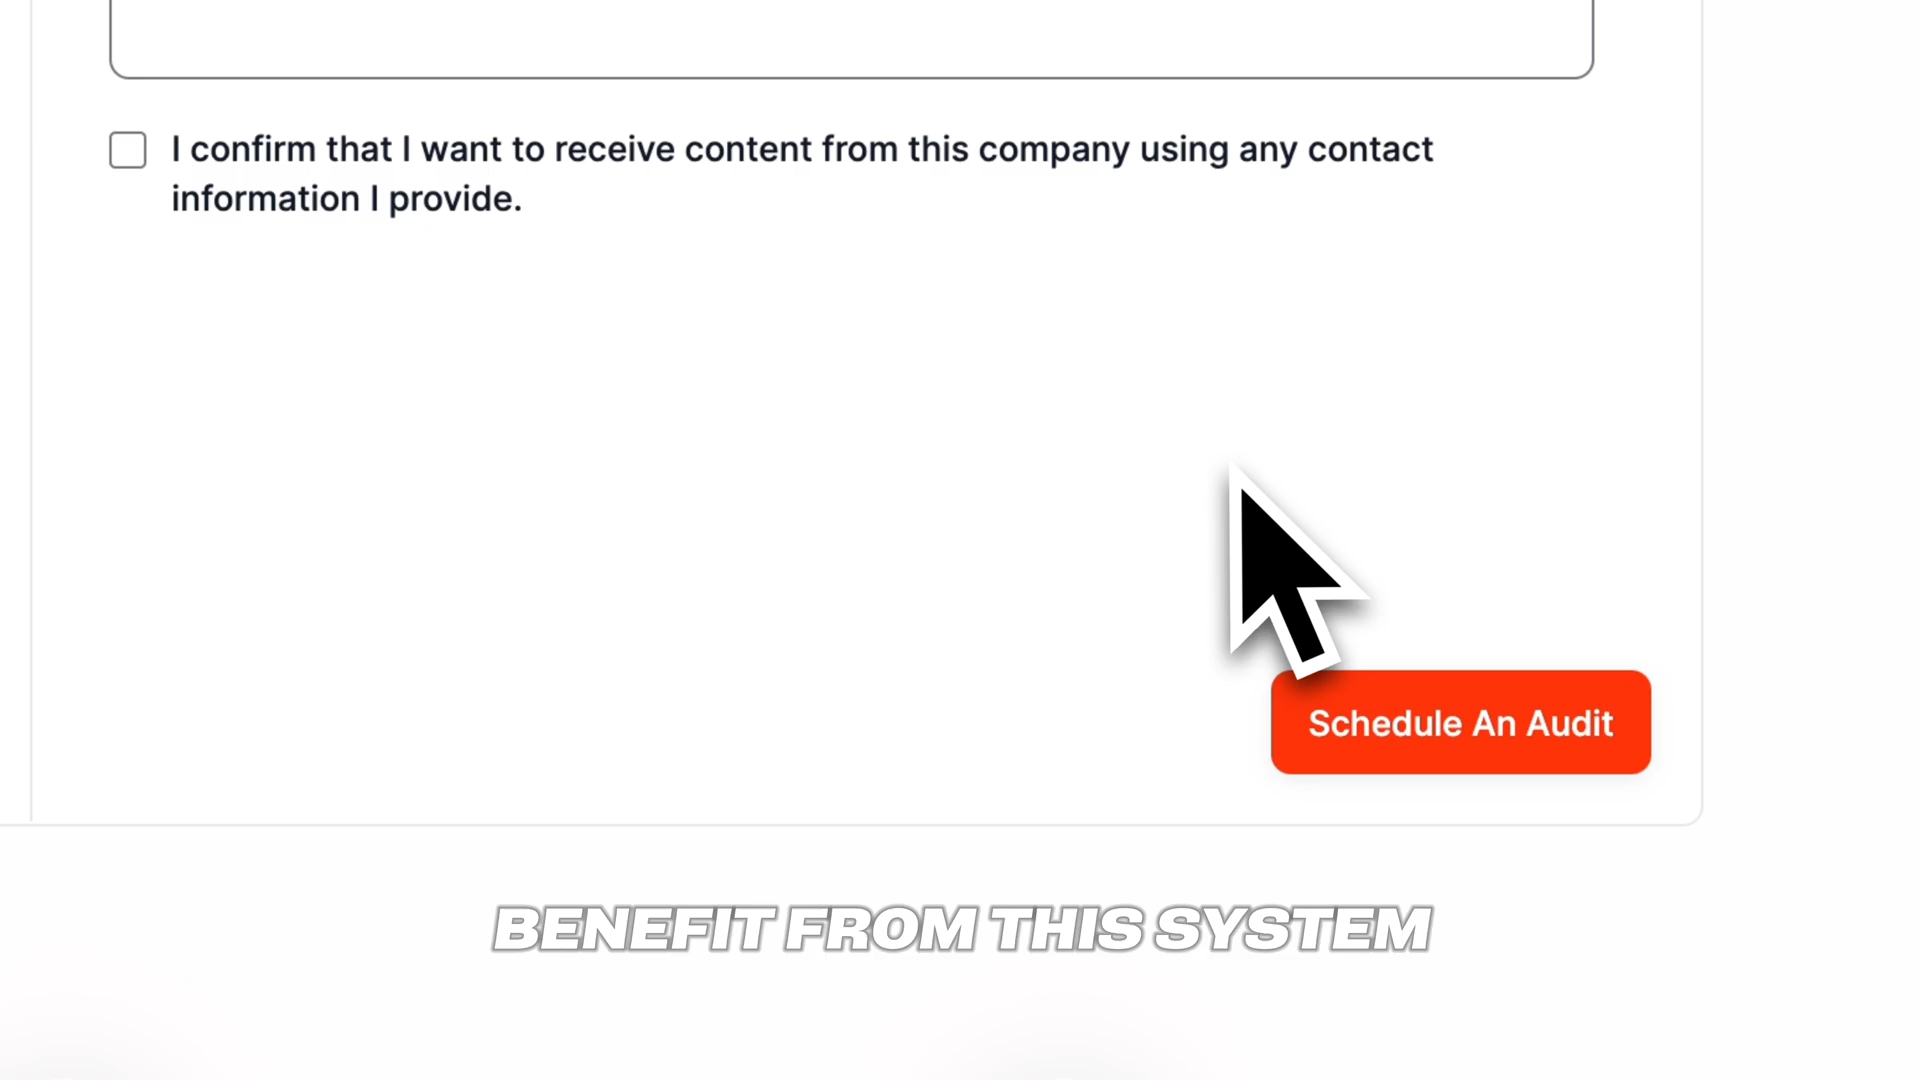 I confirm that I want to receive content from this company using any contact
information I provide.
Schedule An Audit
BENEFIT FROM THIS SYSTEM